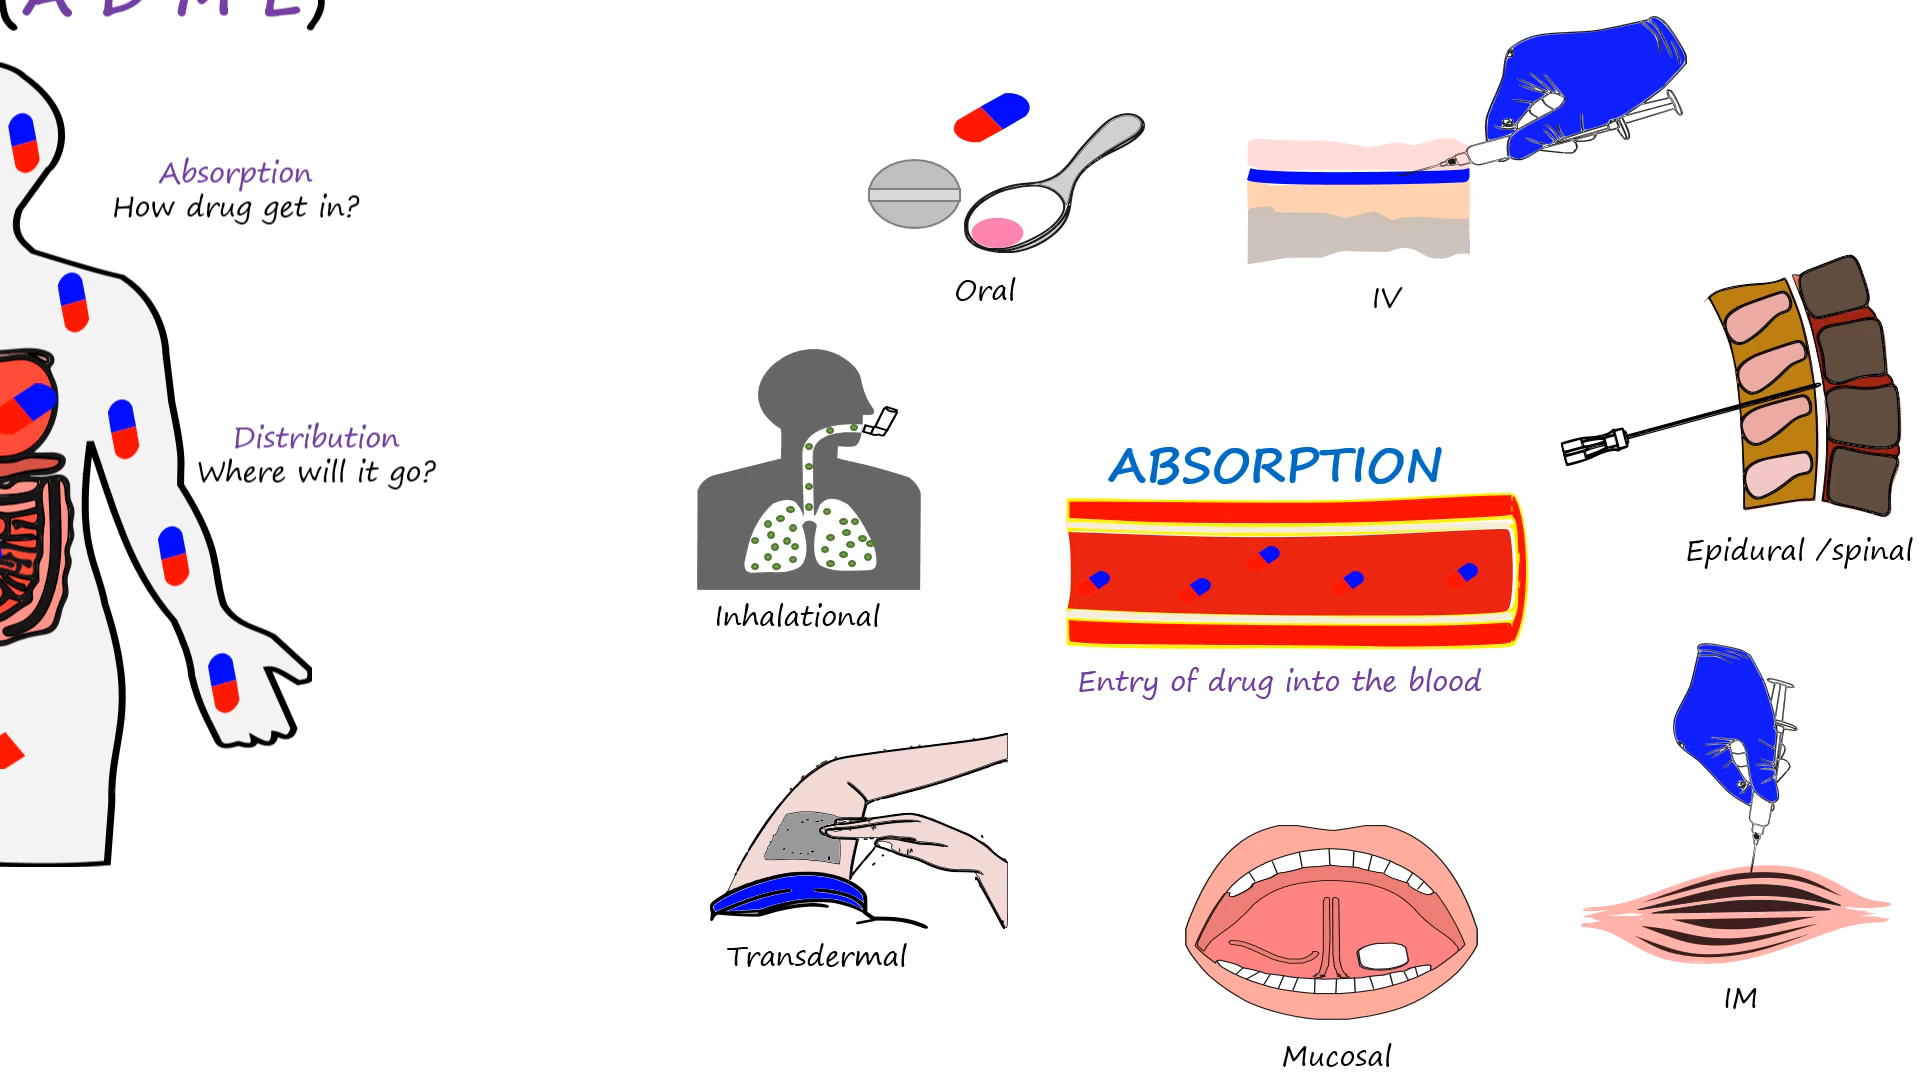 (A D M E)
Absorption
How drug get in?
Distribution
Where will it go?
Oral
IV
Inhalational
ABSORPTION
Entry of drug into the blood
Epidural /spinal
Transdermal
Mucosal
IM